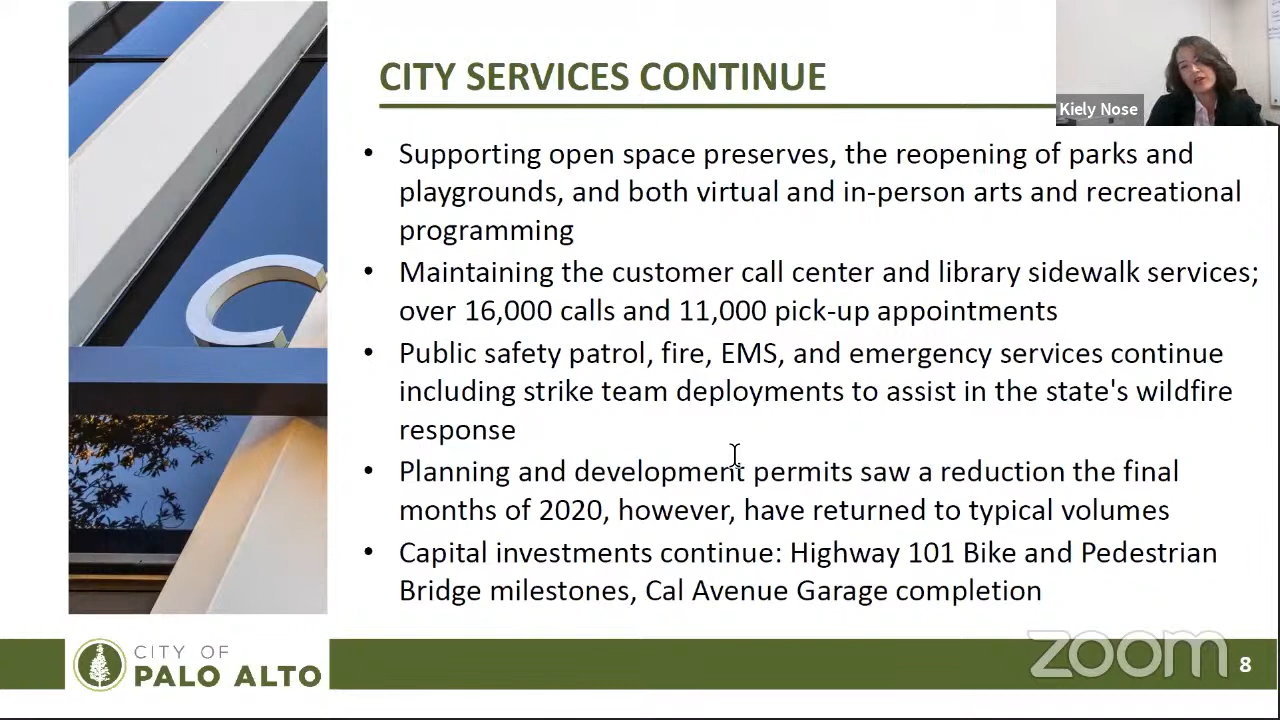 CITY SERVICES CONTINUE
Kiely Nose
• Supporting open space preserves, the reopening of parks and
playgrounds, and both virtual and in-person arts and recreational
programming
• Maintaining the customer call center and library sidewalk services;
over 16,000 calls and 11,000 pick-up appointments
• Public safety patrol, fire, EMS, and emergency services continue
including strike team deployments to assist in the state's wildfire
response
• Planning and development permits saw a reduction the final
months of 2020, however, have returned to typical volumes
• Capital investments continue: Highway 101 Bike and Pedestrian
Bridge milestones, Cal Avenue Garage completion
CITY OF
PALO ALTO
zoom
8